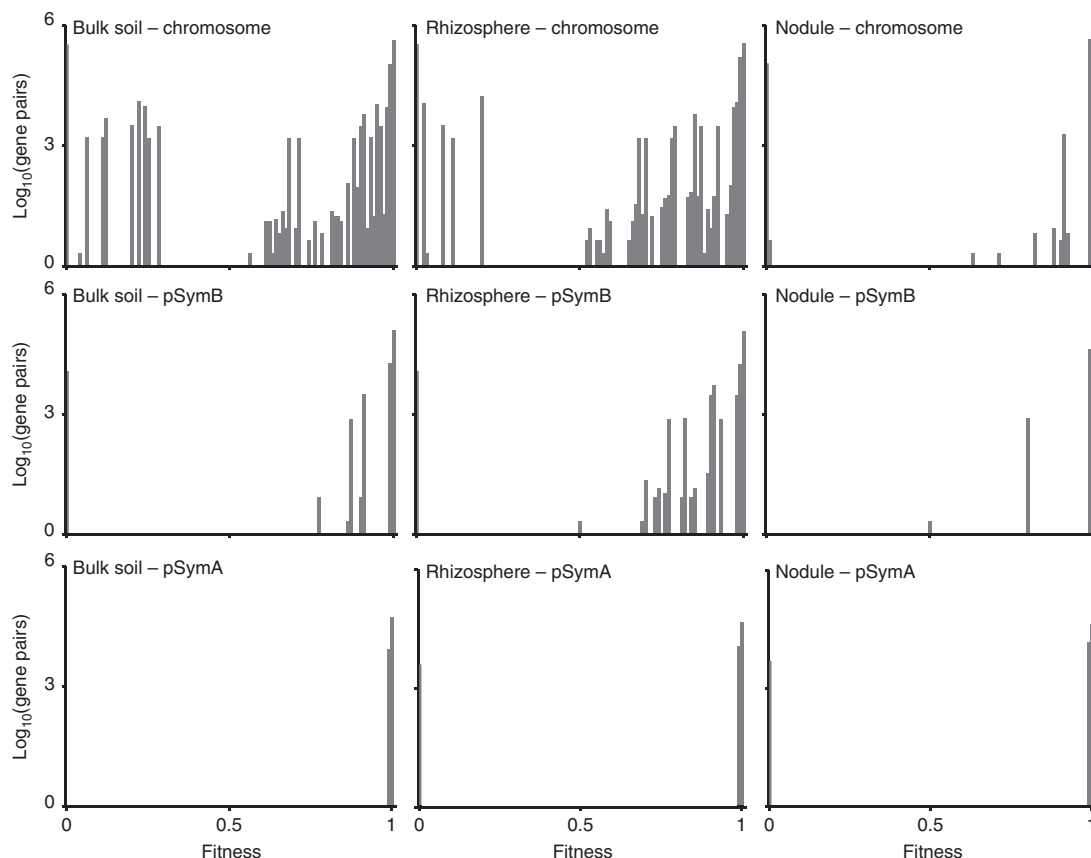 Bulk soil – chromosome
Rhizosphere – chromosome
Nodule – chromosome
6
3
0
Log₁₀(gene pairs)
Bulk soil – pSymB
Rhizosphere – pSymB
Nodule – pSymB
6
3
0
Log₁₀(gene pairs)
Bulk soil – pSymA
Rhizosphere – pSymA
Nodule – pSymA
6
3
0
Log₁₀(gene pairs)
0 0.5 1
0 0.5 1
0 0.5 1
Fitness
Fitness
Fitness